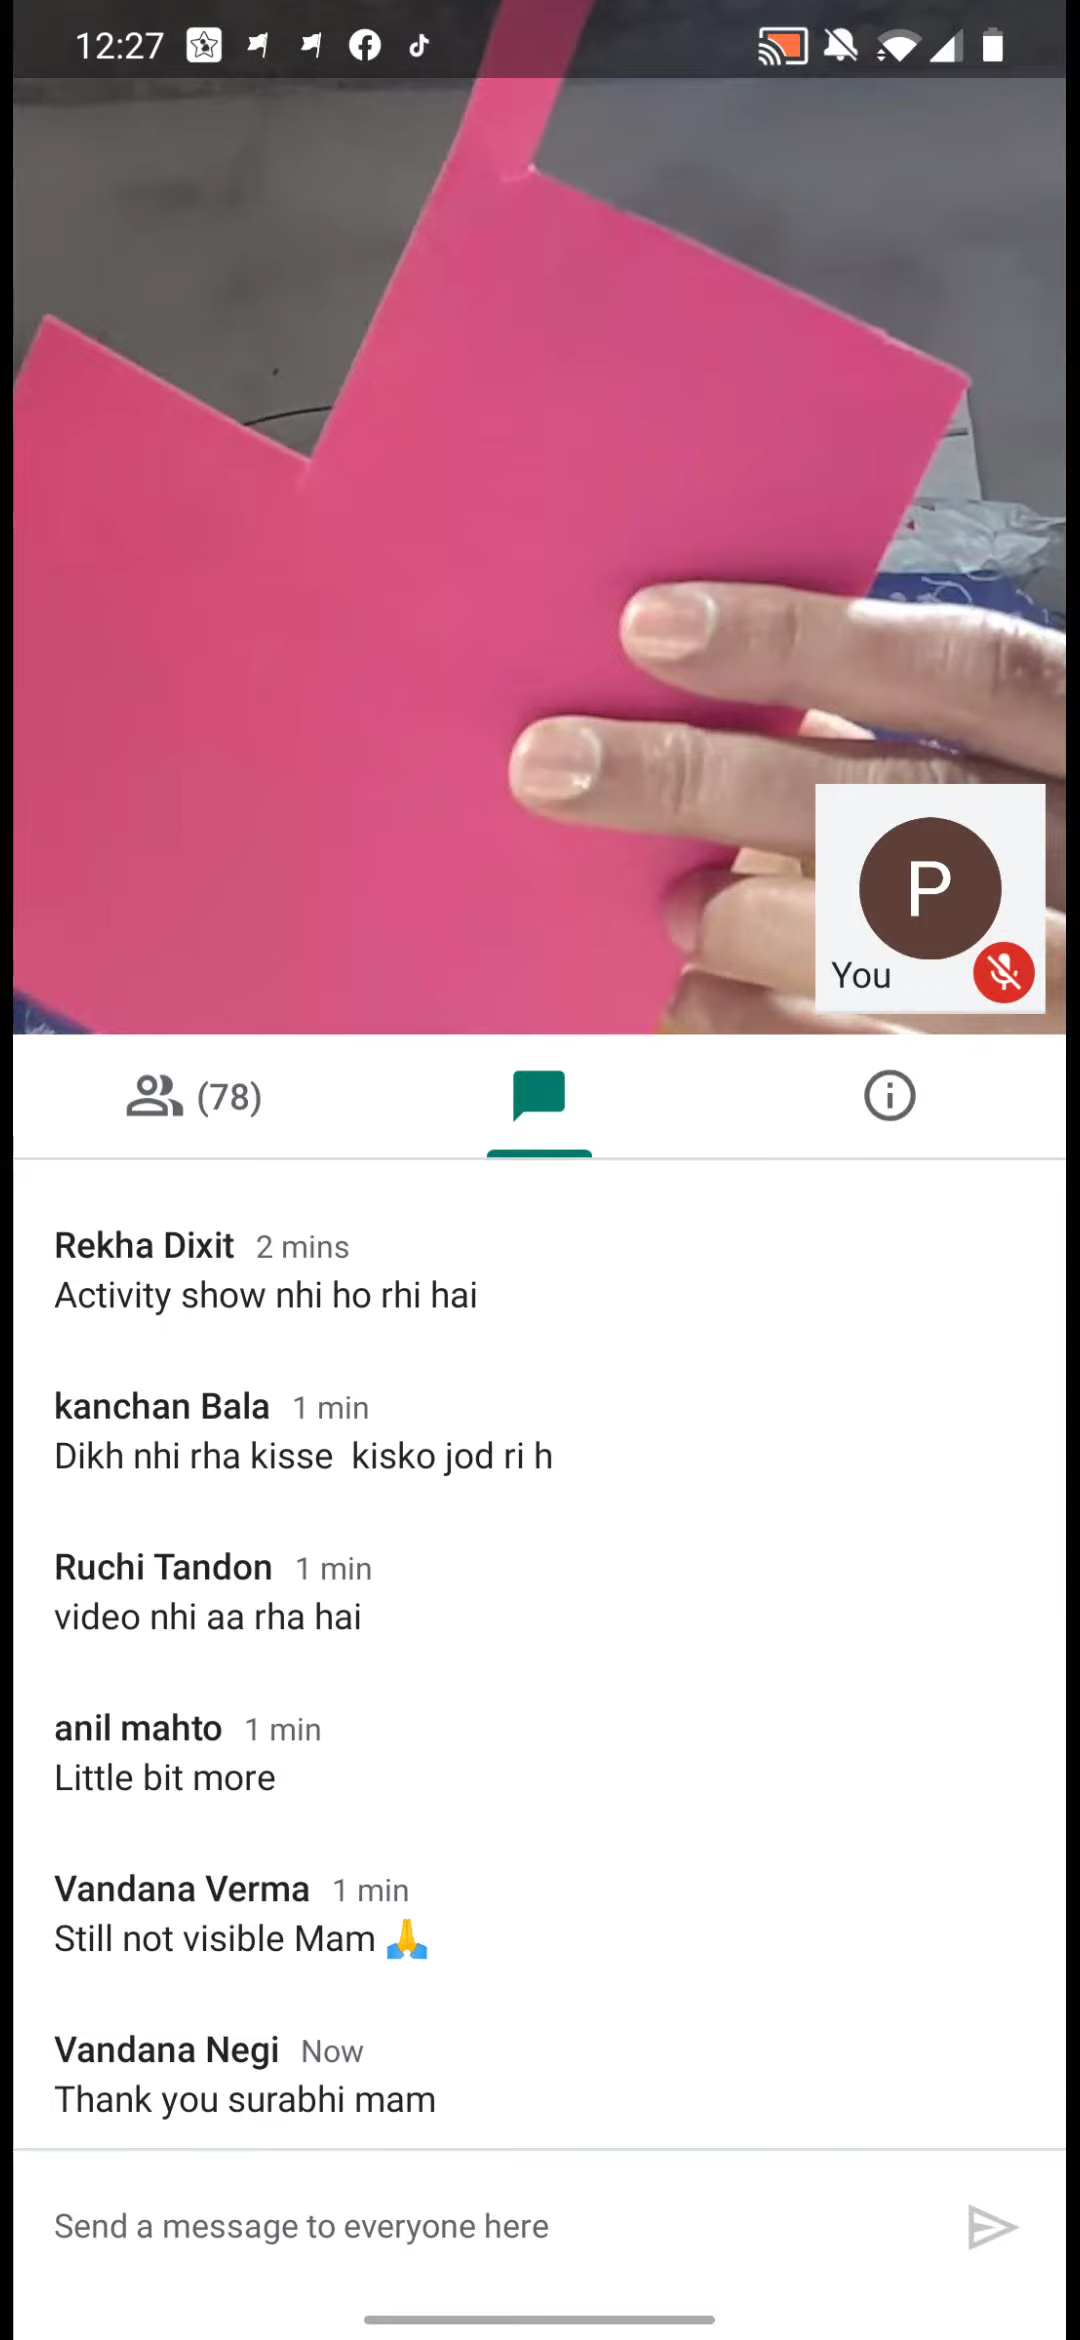 12:27
P
You
(78)
Rekha Dixit 2 mins
Activity show nhi ho rhi hai
kanchan Bala 1 min
Dikh nhi rha kisse  kisko jod ri h
Ruchi Tandon 1 min
video nhi aa rha hai
anil mahto 1 min
Little bit more
Vandana Verma 1 min
Still not visible Mam 🙏
Vandana Negi Now
Thank you surabhi mam
Send a message to everyone here